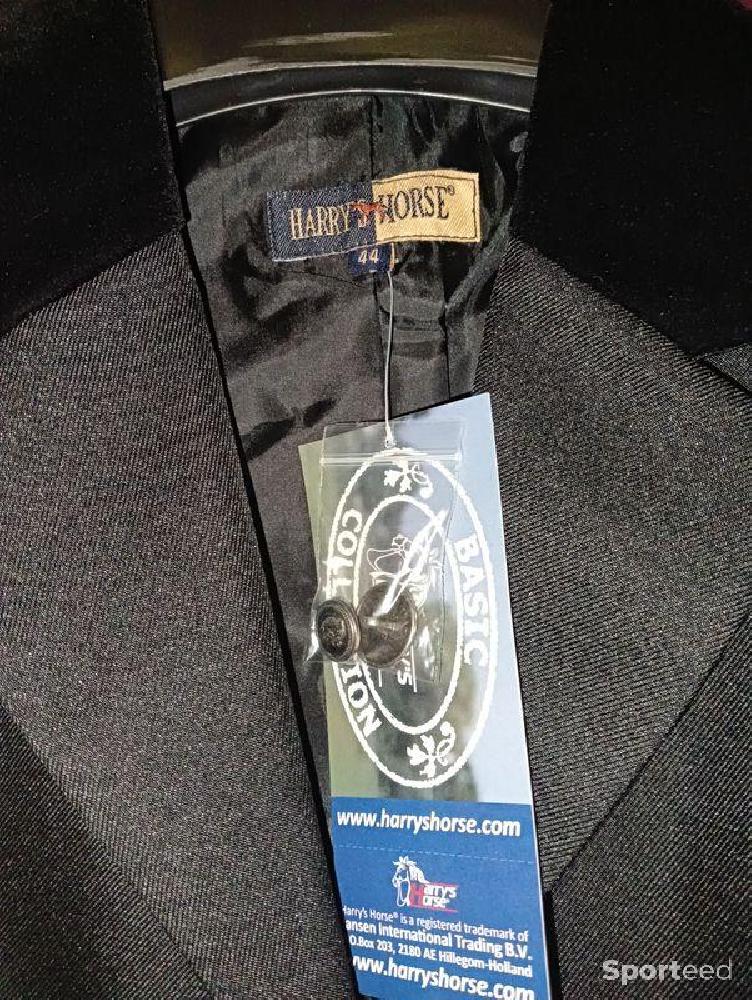 HARRY'S HORSE®
44
BASIC
COLLECTION
www.harryshorse.com
Harry's
Horse®
Harry's Horse® is a registered trademark of
International Trading B.V.
P.O.Box 203, 2180 AE Hillegom-Holland
www.harryshorse.com
Sporteed